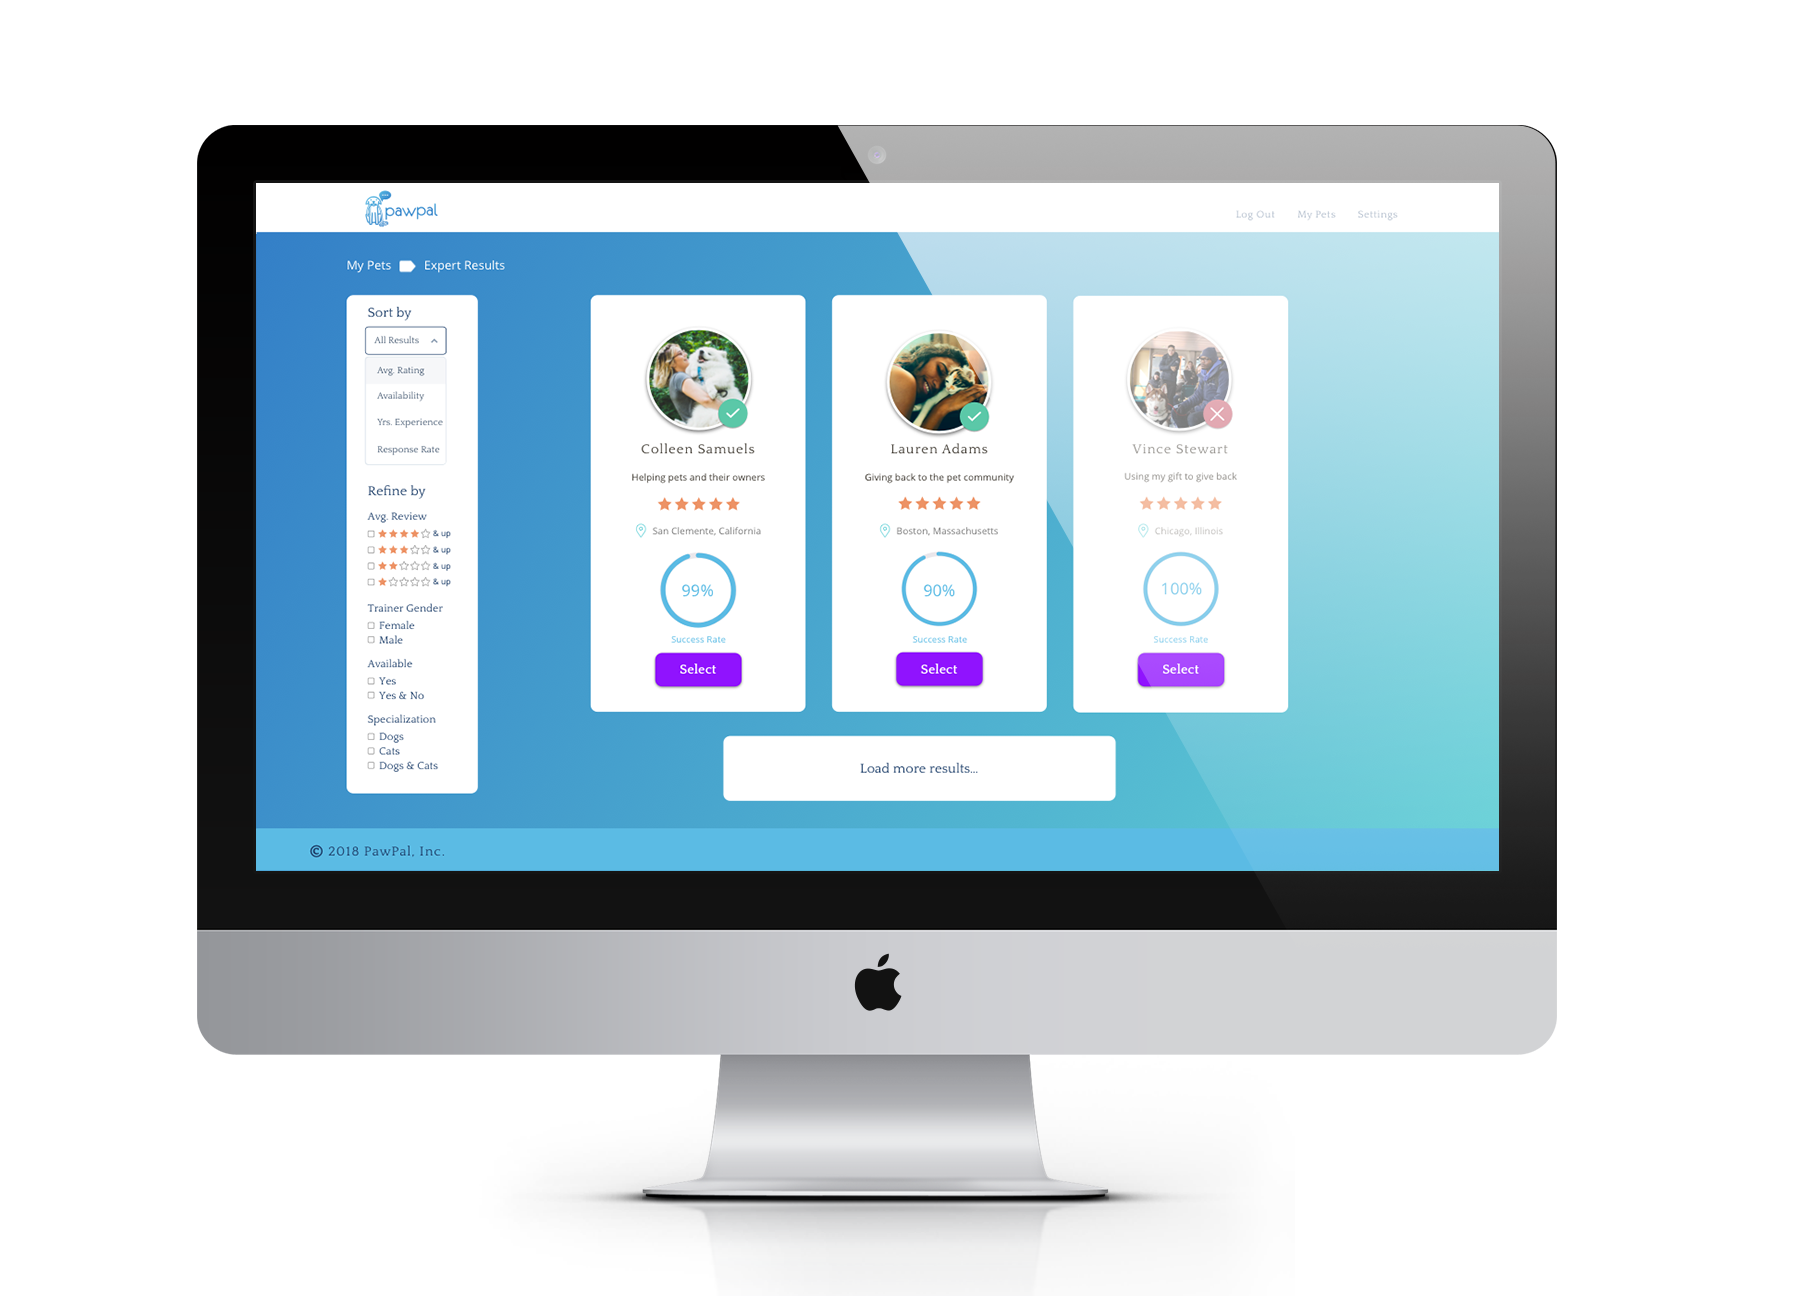 pawpal
Log Out My Pets Settings
My Pets Expert Results
Sort by
All Results
Avg. Rating
Availability
Yrs. Experience
Response Rate
Refine by
Avg. Review
& up
& up
& up
& up
Trainer Gender
Female
Male
Available
Yes
Yes & No
Specialization
Dogs
Cats
Dogs & Cats
Colleen Samuels
Helping pets and their owners
San Clemente, California
99%
Success Rate
Select
Lauren Adams
Giving back to the pet community
Boston, Massachusetts
90%
Success Rate
Select
Vince Stewart
Using my gift to give back
Chicago, Illinois
100%
Success Rate
Select
Load more results...
© 2018 PawPal, Inc.